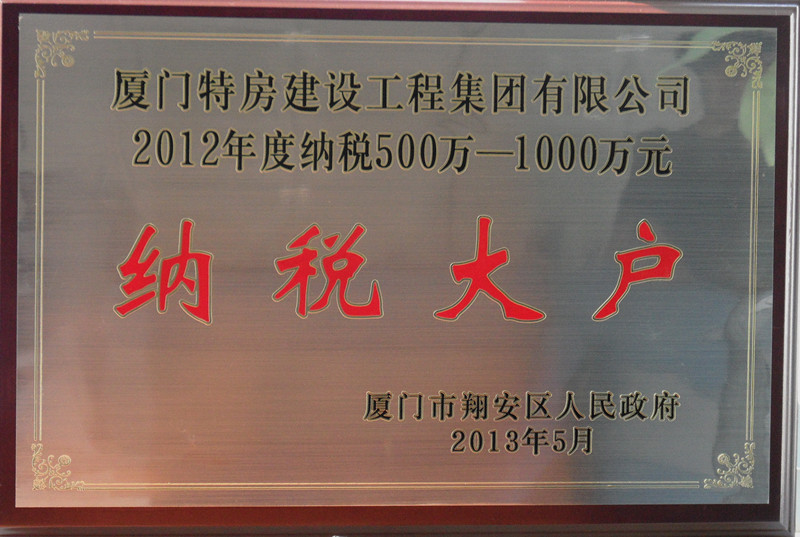 厦门特房建设工程集团有限公司
2012年度纳税500万—1000万元
纳税大户
厦门市翔安区人民政府
2013年5月